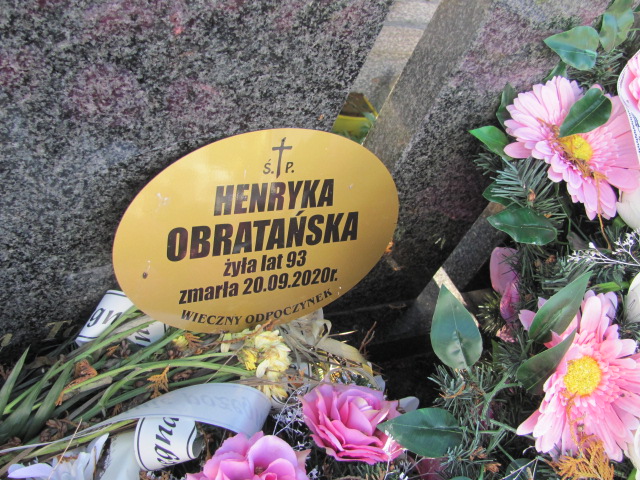 Ś. P.
HENRYKA
OBRATAŃSKA
żyła lat 93
zmarła 20.09.2020r.
WIECZNY ODPOCZYNEK